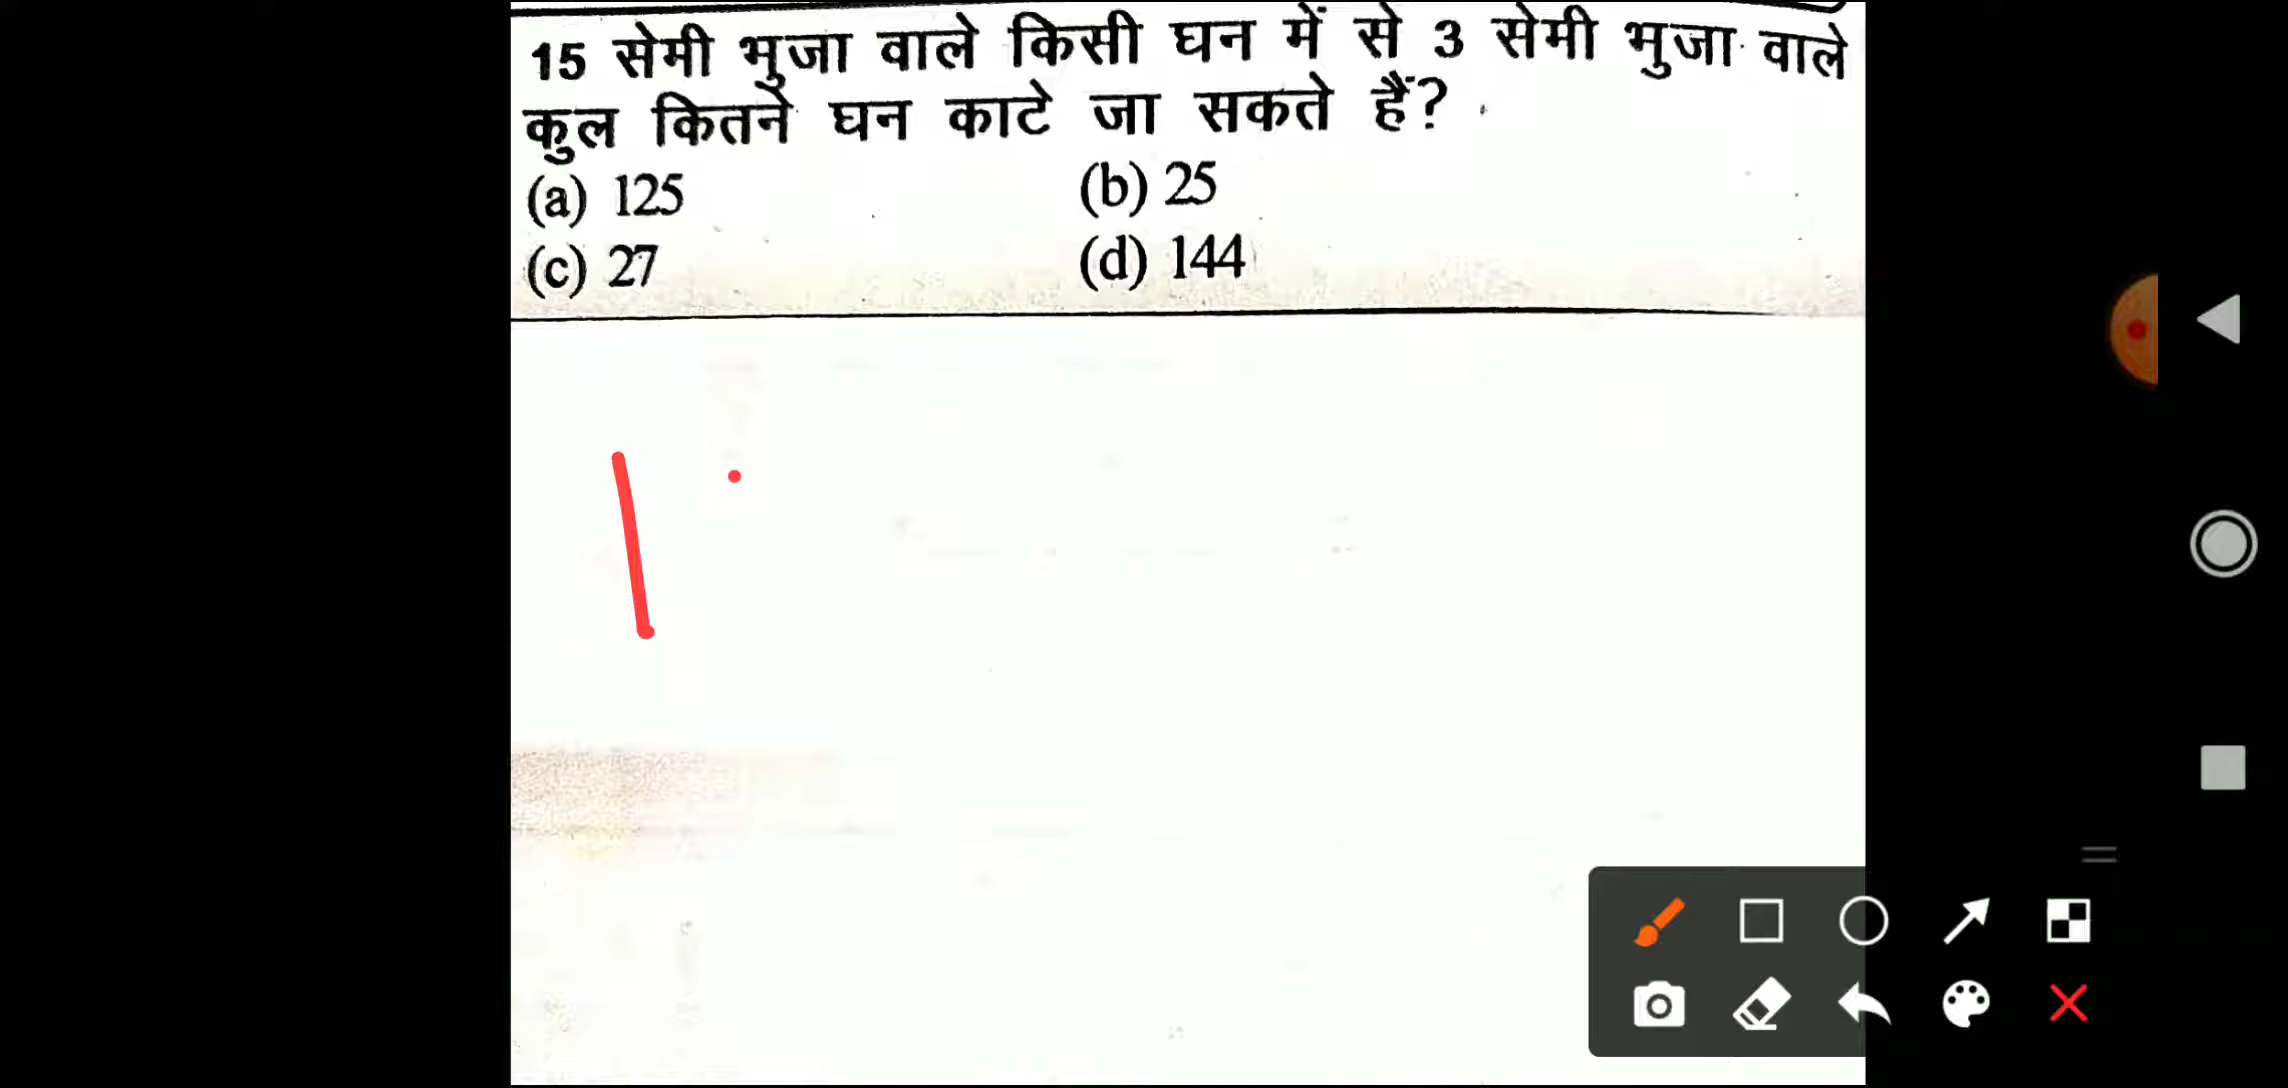 15 सेमी भुजा वाले किसी घन में से 3 सेमी भुजा वाले
कुल कितने घन काटे जा सकते हैं?
(a) 125 (b) 25
(c) 27 (d) 144